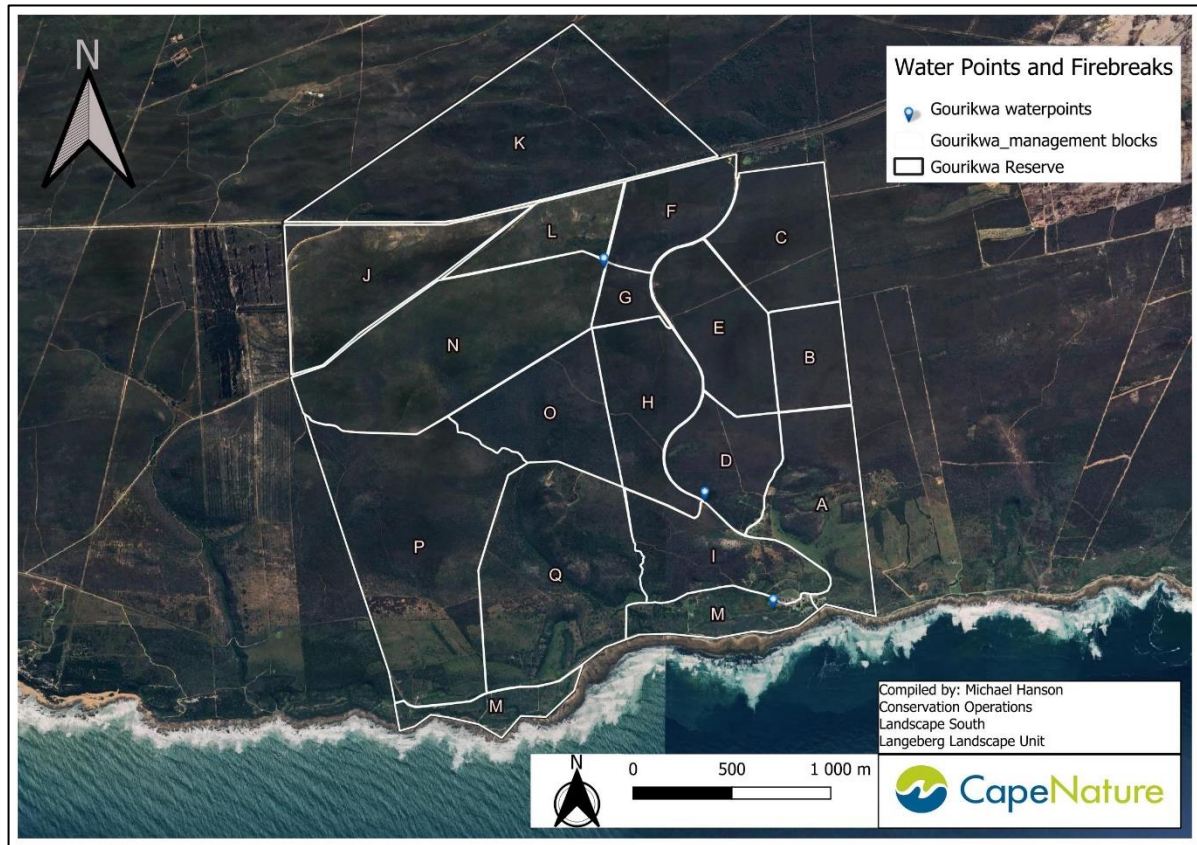 N
Water Points and Firebreaks
Gourikwa waterpoints
Gourikwa_management blocks
Gourikwa Reserve
K
F
C
L
J
G
E
N
B
O
H
D
A
P
I
Q
M
M
Compiled by: Michael Hanson
Conservation Operations
Landscape South
Langeberg Landscape Unit
N
0 500 1 000 m
CapeNature